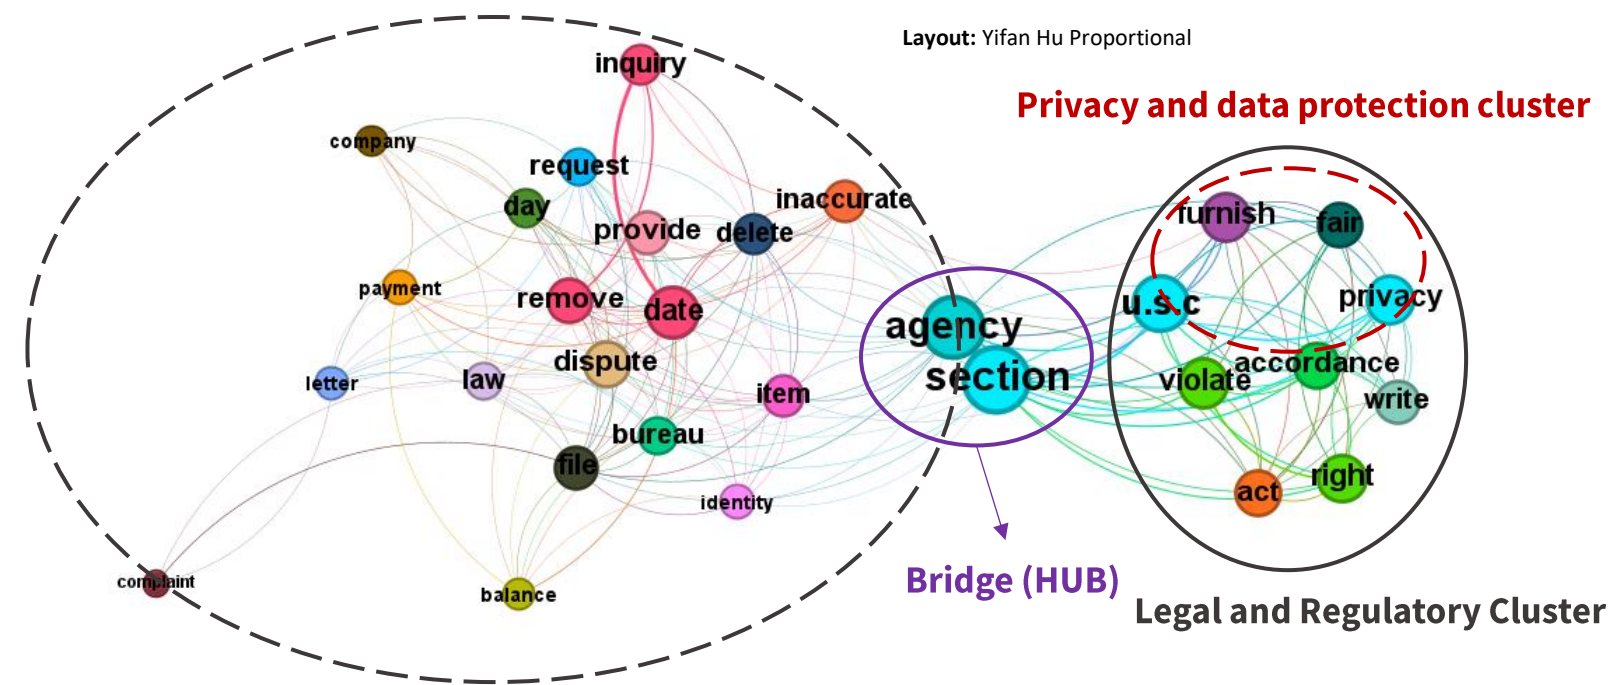 Layout: Yifan Hu Proportional
inquiry
Privacy and data protection cluster
company
request
inaccurate
day
provide
delete
furnish
fair
payment
remove
date
u.s.c
privacy
agency
dispute
section
letter
law
item
violate
accordance
write
bureau
file
identity
act
right
complaint
balance
Bridge (HUB)
Legal and Regulatory Cluster